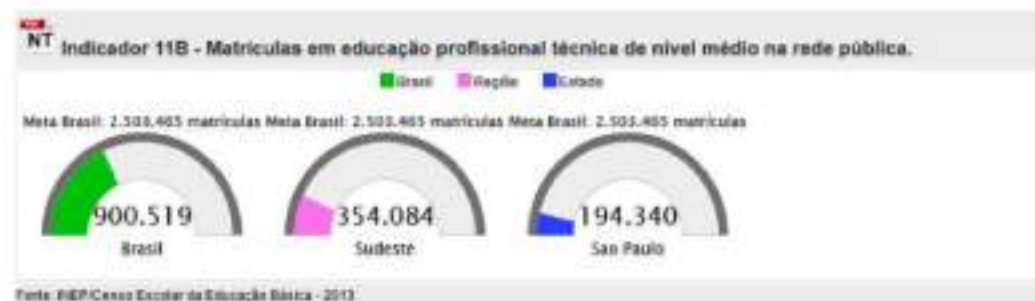 NT Indicador 11B - Matrículas em educação profissional técnica de nível médio na rede pública.
Brasil Região Estado
Meta Brasil: 2.503.465 matrículas Meta Brasil: 2.503.465 matrículas Meta Brasil: 2.503.465 matrículas
900.519 354.084 194.340
Brasil Sudeste San Paulo
Fonte: INEP/Censo Escolar da Educação Básica - 2013